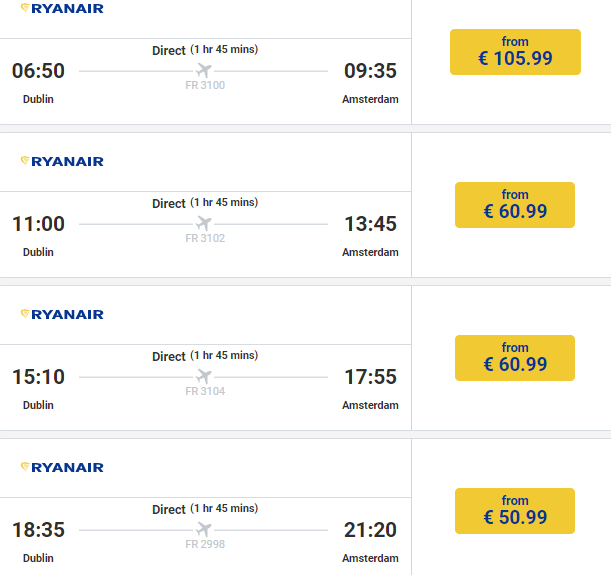 RYANAIR
Direct (1 hr 45 mins)
06:50 09:35
FR 3100
Dublin Amsterdam
from
€ 105.99
RYANAIR
Direct (1 hr 45 mins)
11:00 13:45
FR 3102
Dublin Amsterdam
from
€ 60.99
RYANAIR
Direct (1 hr 45 mins)
15:10 17:55
FR 3104
Dublin Amsterdam
from
€ 60.99
RYANAIR
Direct (1 hr 45 mins)
18:35 21:20
FR 2998
Dublin Amsterdam
from
€ 50.99